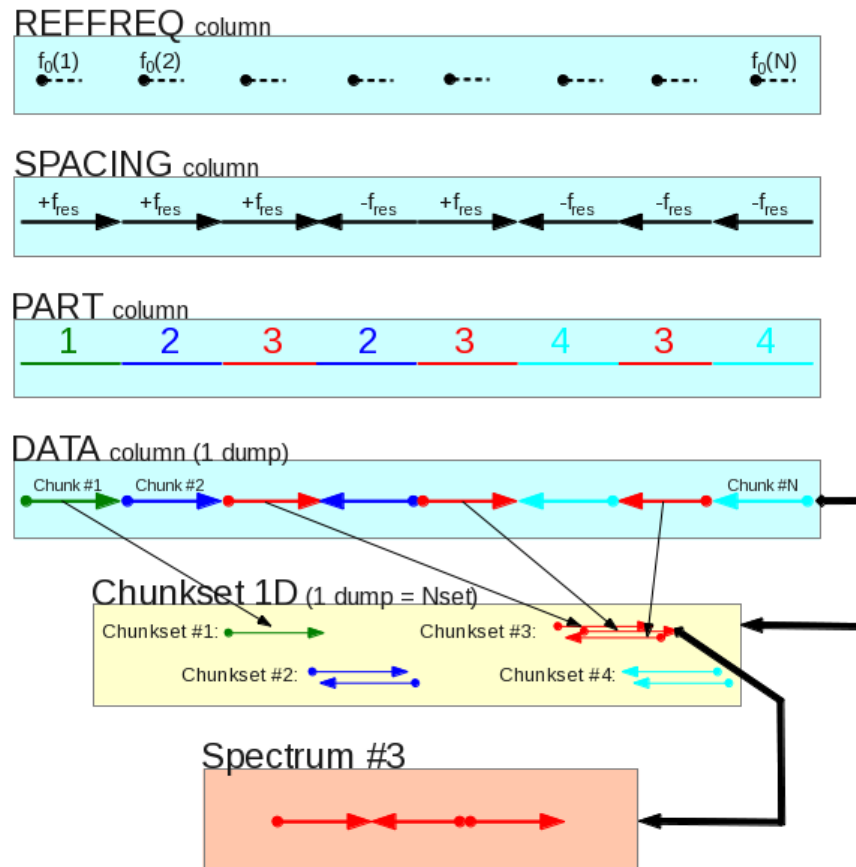 REFFREQ column
f0(1) f0(2) f0(N)
SPACING column
+fres +fres +fres -fres +fres -fres -fres -fres
PART column
1 2 3 2 3 4 3 4
DATA column (1 dump)
Chunk #1 Chunk #2 Chunk #N
Chunkset 1D (1 dump = Nset)
Chunkset #1: Chunkset #3:
Chunkset #2: Chunkset #4:
Spectrum #3